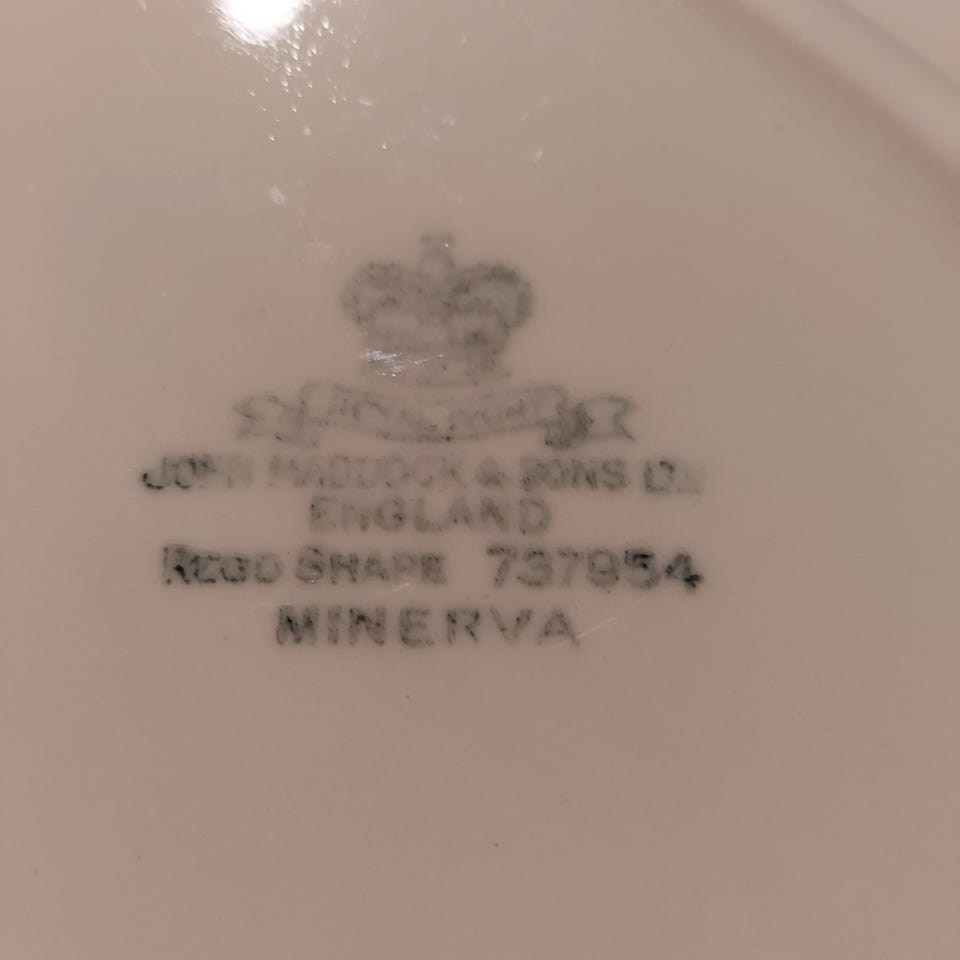 JOHN MADDOCK & SONS LTD
ENGLAND
REGD SHAPE 737954
MINERVA